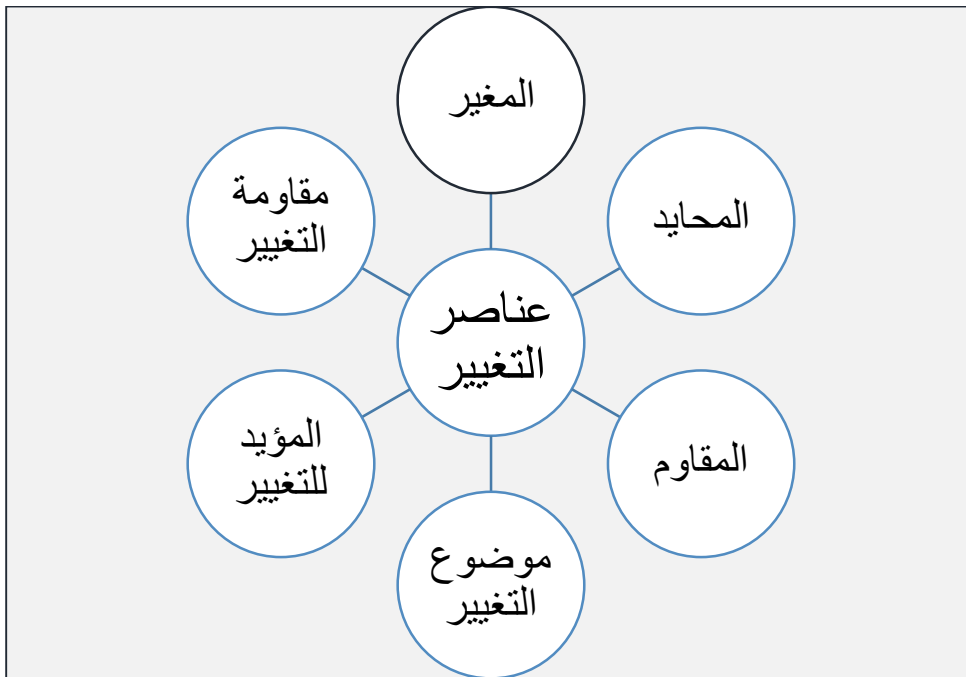 المغير
المحايد
مقاومة
التغيير
عناصر
التغيير
المقاوم
المؤيد
للتغيير
موضوع
التغيير